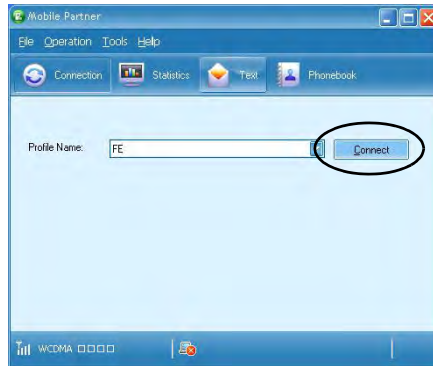 Mobile Partner
File Operation Tools Help
Connection Statistics Text Phonebook
Profile Name: FE Connect
WCDMA □□□□